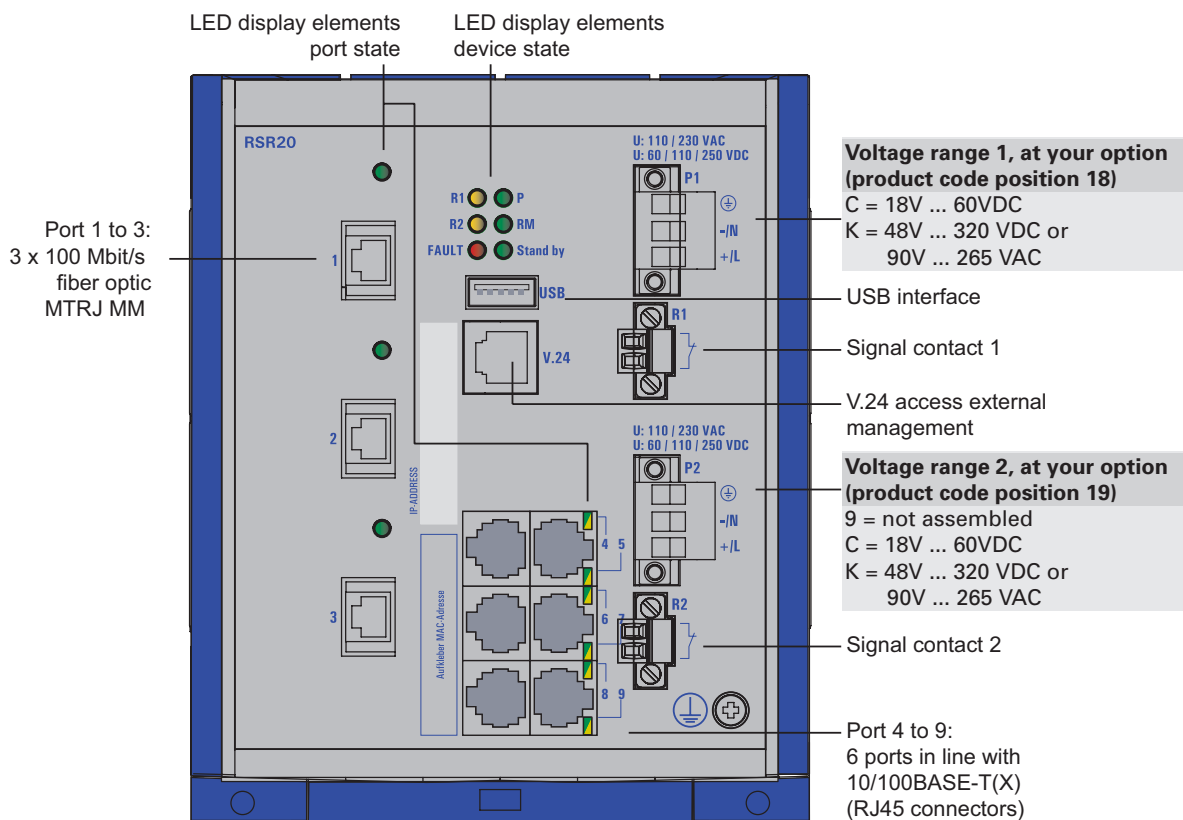 LED display elements
port state
LED display elements
device state
RSR20
U: 110 / 230 VAC
U: 60 / 110 / 250 VDC
P1
-/N
+/L
R1
P
R2
RM
FAULT
Stand by
USB
V.24
R1
Port 1 to 3:
3 x 100 Mbit/s
fiber optic
MTRJ MM
1
2
3
Voltage range 1, at your option
(product code position 18)
C = 18V ... 60VDC
K = 48V ... 320 VDC or
90V ... 265 VAC
USB interface
Signal contact 1
V.24 access external
management
U: 110 / 230 VAC
U: 60 / 110 / 250 VDC
P2
-/N
+/L
R2
Voltage range 2, at your option
(product code position 19)
9 = not assembled
C = 18V ... 60VDC
K = 48V ... 320 VDC or
90V ... 265 VAC
Signal contact 2
IP-ADDRESS
Aufkleber MAC-Adresse
4 5
6 7
8 9
Port 4 to 9:
6 ports in line with
10/100BASE-T(X)
(RJ45 connectors)